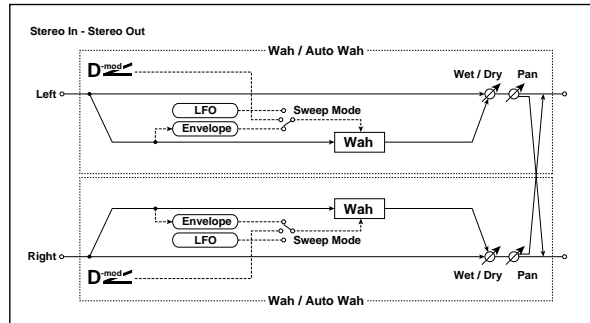 Stereo In - Stereo Out
Wah / Auto Wah
D-mod
Wet / Dry Pan
Left
LFO Sweep Mode
Envelope
Wah
Wah
Envelope
LFO Sweep Mode
Right
D-mod
Wet / Dry Pan
Wah / Auto Wah